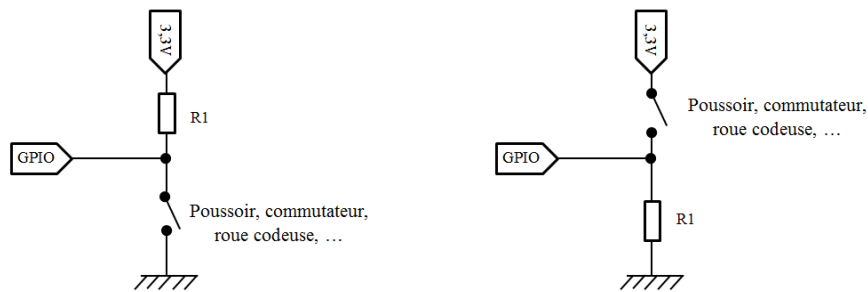 3,3V
R1
GPIO
Poussoir, commutateur,
roue codeuse, …
3,3V
Poussoir, commutateur,
roue codeuse, …
GPIO
R1